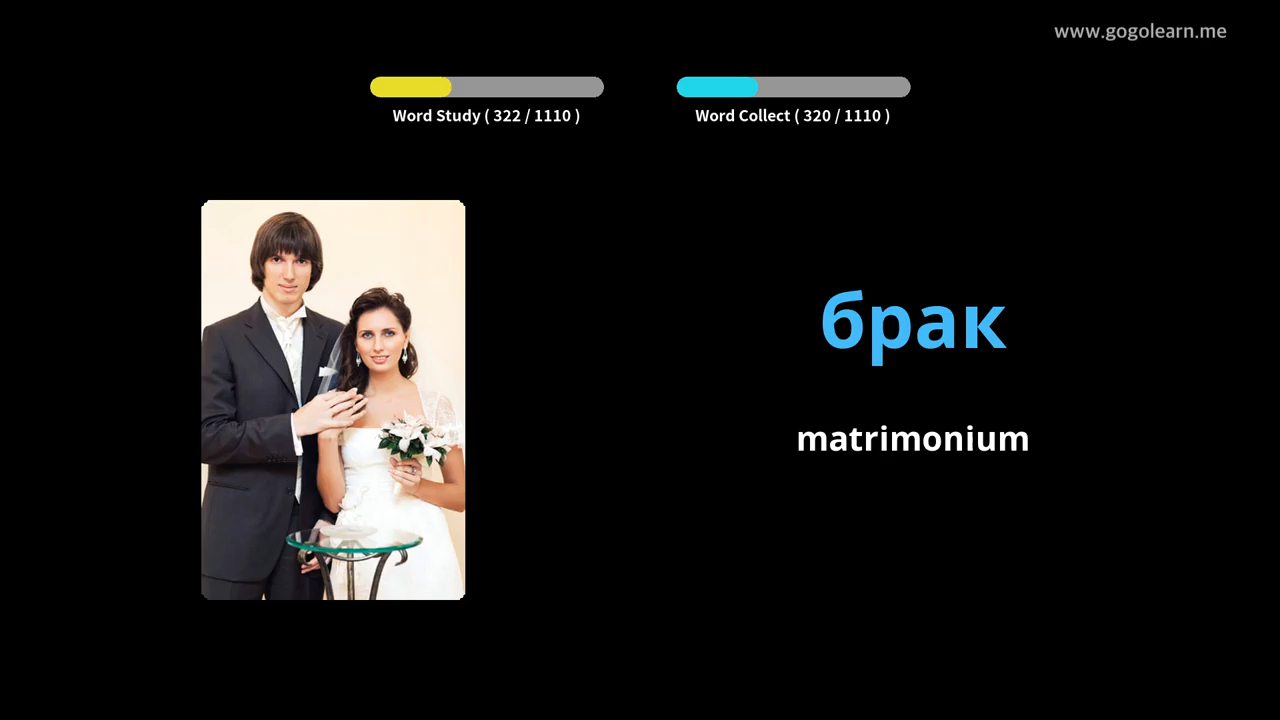 www.gogolearn.me
Word Study ( 322 / 1110 )
Word Collect ( 320 / 1110 )
брак
matrimonium